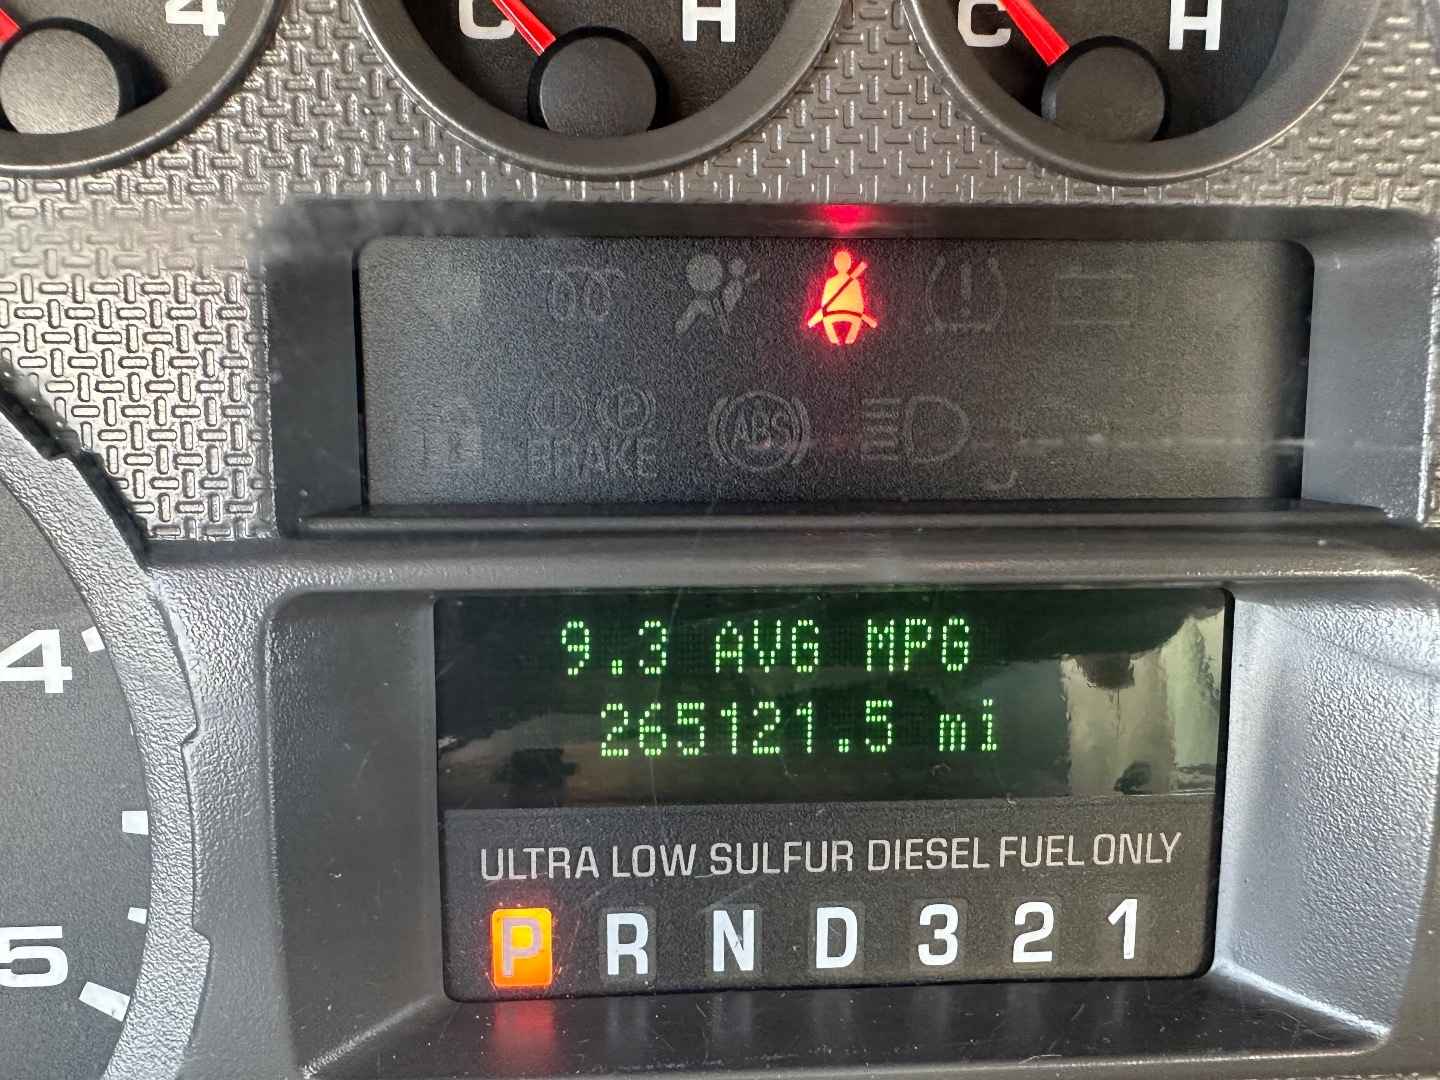 4 C H C H
BRAKE ABS
9.3 AVG MPG
265121.5 mi
ULTRA LOW SULFUR DIESEL FUEL ONLY
P R N D 3 2 1
4
5